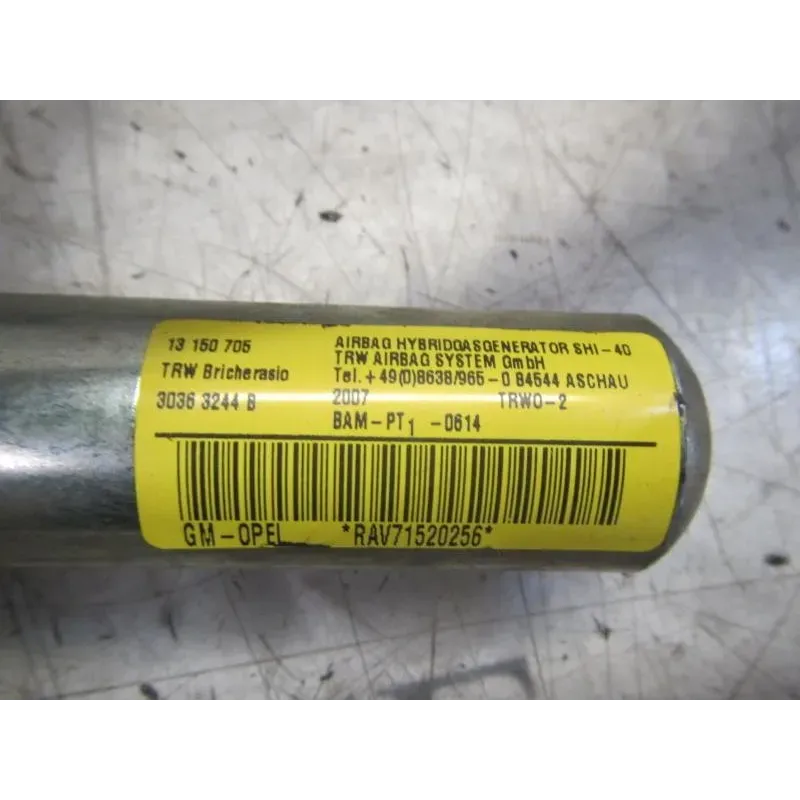 13 150 705
TRW Bricherasio
3036 3244 B
AIRBAG HYBRIDGASGENERATOR SHI-40
TRW AIRBAG SYSTEM GmbH
Tel. +49(0)8638/965-0 84544 ASCHAU
2007 TRWO-2
BAM-PT1 -0614
GM-OPEL *RAV71520256*